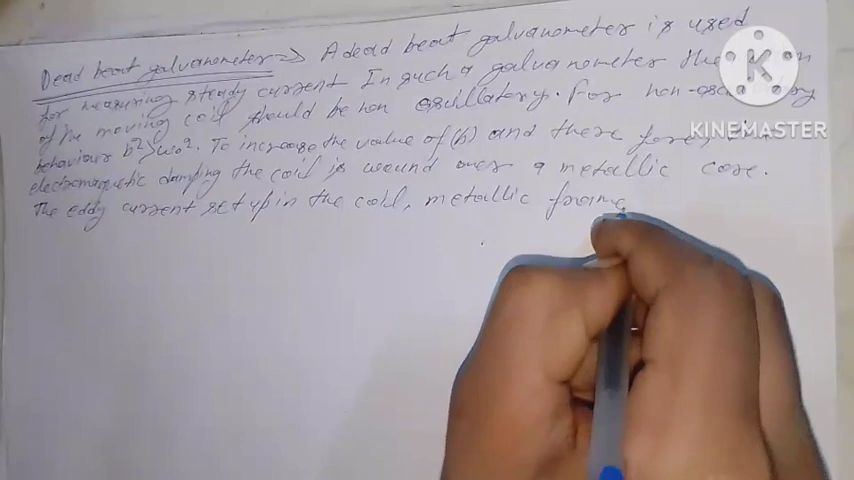 Dead beat galvanometer → A dead beat galvanometer is used
for measuring steady current In such a galvanometer the
of the moving coil should be non oscillatory. For non-
behaviour b²>ω₀². To increase the value of (b) and there fore,
electromagnetic damping the coil is wound over a metallic core.
The eddy current set up in the coil, metallic frame
KINEMASTER